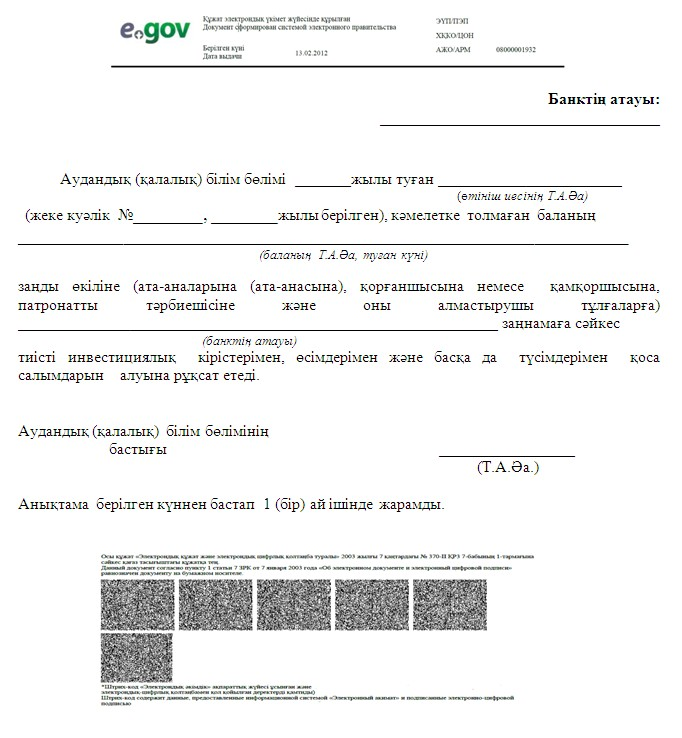 e.gov
Құжат электрондық үкімет жүйесінде құрылған
Документ сформирован системой электронного правительства
Берілген күні
Дата выдачи
13.02.2012
ЭҮП/ПЭП
ХҚКО/ЦОН
АЖО/АРМ 08000001932
Банктің атауы:
Аудандық (қалалық) білім бөлімі _______жылы туған _______________________
(өтініш иесінің Т.А.Әа)
(жеке куәлік №_________, _________жылы берілген), кәмелетке толмаған баланың
(баланың Т.А.Әа, туған күні)
заңды өкіліне (ата-аналарына (ата-анасына), қорғаншысына немесе қамқоршысына,
патронатты тәрбиешісіне және оны алмастырушы тұлғаларға)
____________________________________________________________ заңнамаға сәйкес
(банктің атауы)
тиісті инвестициялық кірістерімен, өсімдерімен және басқа да түсімдерімен қоса
салымдарын алуына рұқсат етеді.
Аудандық (қалалық) білім бөлімінің
бастығы
(Т.А.Әа.)
Анықтама берілген күннен бастап 1 (бір) ай ішінде жарамды.
Осы құжат «Электрондық құжат және электрондық цифрлық қолтаңба туралы» 2003 жылғы 7 қаңтардағы № 370-II ҚРЗ 7-бабының 1-тармағына
сәйкес қағаз тасығыштағы құжатқа тең.
Данный документ согласно пункту 1 статьи 7 ЗРК от 7 января 2003 года «Об электронном документе и электронной цифровой подписи»
равнозначен документу на бумажном носителе.
*Штрих-код «Электрондық әкімдік» ақпараттық жүйесі ұсынған және
электрондық-цифрлық қолтаңбамен қол қойылған деректерді қамтиды)
Штрих-код содержит данные, предоставленные информационной системой «Электронный акимат» и подписанные электронно-цифровой
подписью